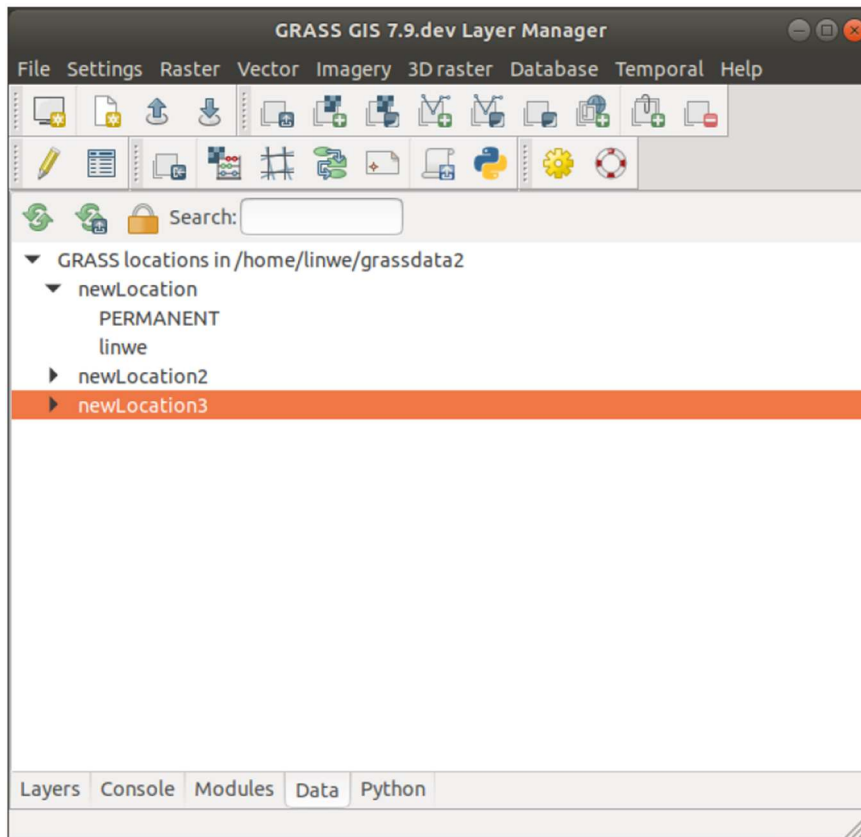 GRASS GIS 7.9.dev Layer Manager
File Settings Raster Vector Imagery 3D raster Database Temporal Help
Search:
GRASS locations in /home/linwe/grassdata2
newLocation
PERMANENT
linwe
newLocation2
newLocation3
Layers Console Modules Data Python